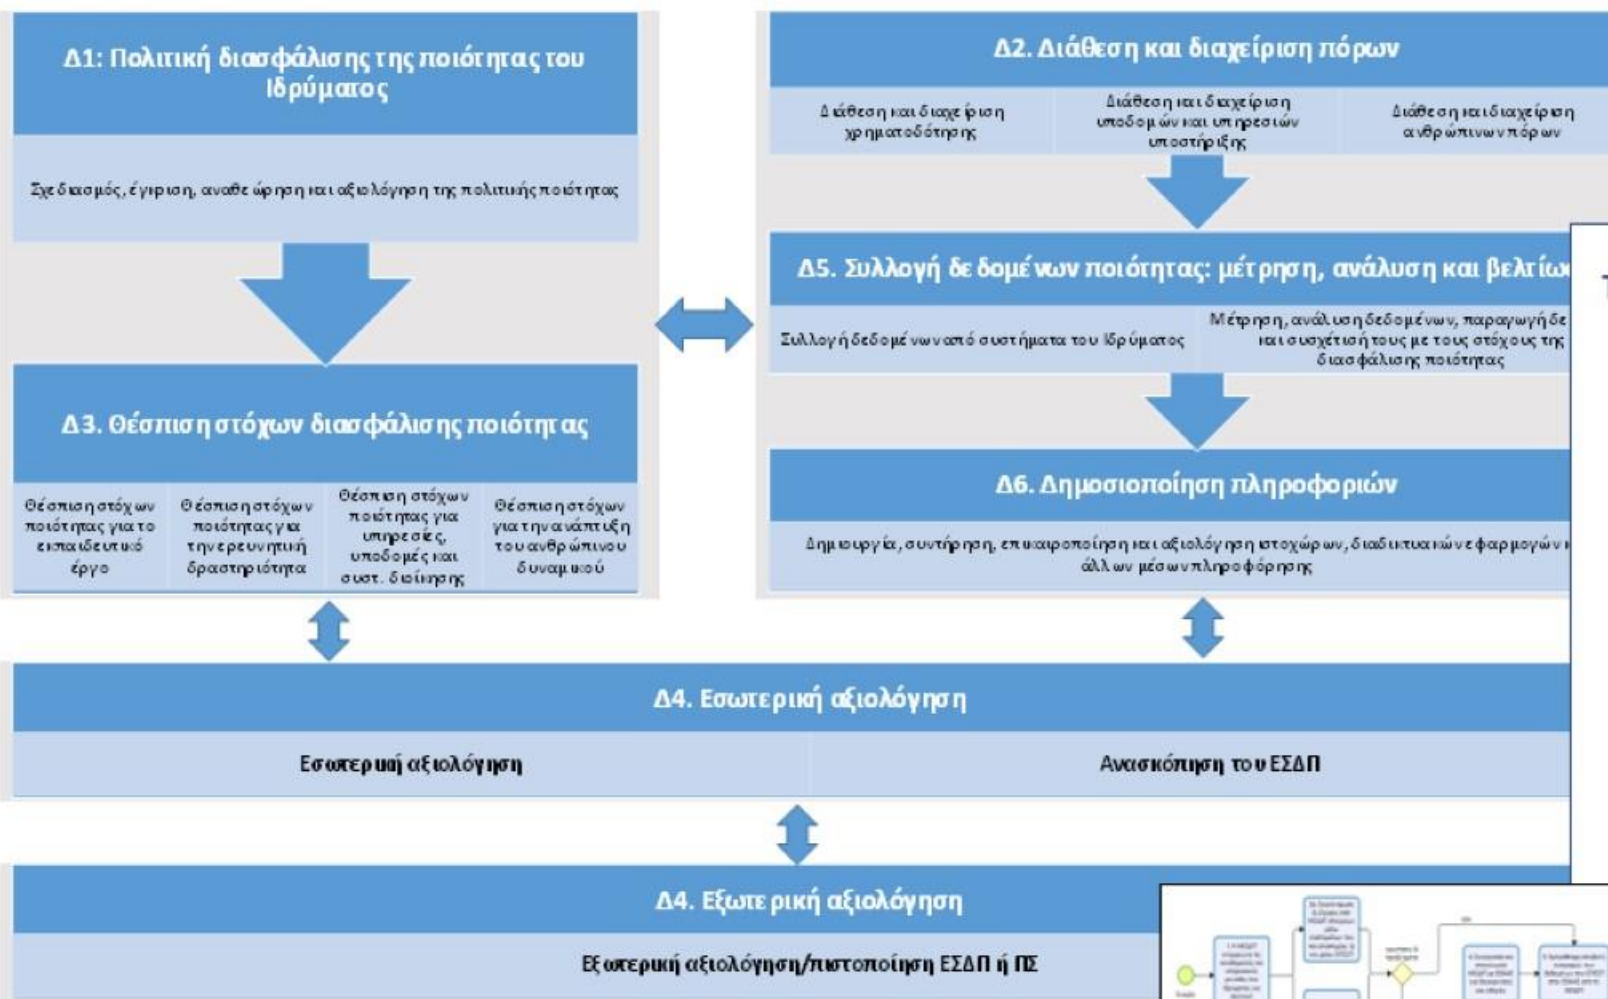 Δ1: Πολιτική διασφάλισης της ποιότητας του
Ιδρύματος
Σχεδιασμός, έγκριση, αναθεώρηση και αξιολόγηση της πολιτικής ποιότητας
Δ3. Θέσπιση στόχων διασφάλισης ποιότητας
Θέσπιση στόχων
ποιότητας για το
εκπαιδευτικό
έργο
Θέσπιση στόχων
ποιότητας για
την ερευνητική
δραστηριότητα
Θέσπιση στόχων
ποιότητας για
υπηρεσίες,
υποδομές και
συστ. διοίκησης
Θέσπιση στόχων
για την ανάπτυξη
του ανθρώπινου
δυναμικού
Δ2. Διάθεση και διαχείριση πόρων
Διάθεση και διαχείριση
χρηματοδότησης
Διάθεση και διαχείριση
υποδομών και υπηρεσιών
υποστήριξης
Διάθεση και διαχείριση
ανθρώπινων πόρων
Δ5. Συλλογή δεδομένων ποιότητας: μέτρηση, ανάλυση και βελτίω
Συλλογή δεδομένων από συστήματα του Ιδρύματος
Μέτρηση, ανάλυση δεδομένων, παραγωγή δε
και συσχέτισή τους με τους στόχους της
διασφάλισης ποιότητας
Δ6. Δημοσιοποίηση πληροφοριών
Δημιουργία, συντήρηση, επικαιροποίηση και αξιολόγηση ιστοχώρων, διαδικτυακών εφαρμογών κ
άλλων μέσων πληροφόρησης
Δ4. Εσωτερική αξιολόγηση
Εσωτερική αξιολόγηση
Ανασκόπηση του ΕΣΔΠ
Δ4. Εξωτερική αξιολόγηση
Εξωτερική αξιολόγηση/πιστοποίηση ΕΣΔΠ ή ΠΣ